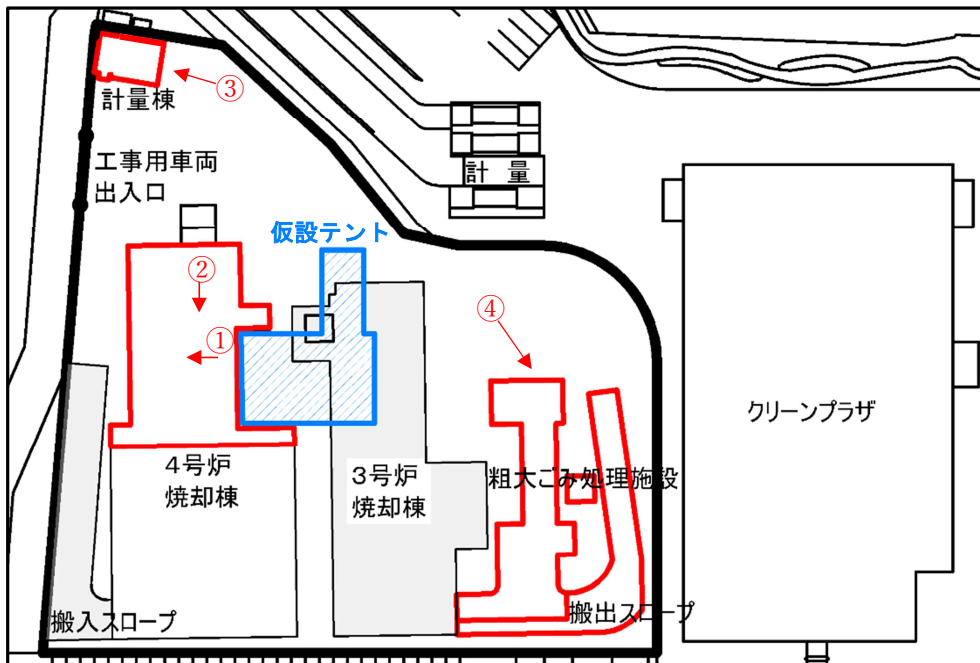 ③
計量棟
工事用車両
出入口
計 量
仮設テント
②
①
④
クリーンプラザ
4号炉
焼却棟
3号炉
焼却棟
粗大ごみ処理施設
搬入スロープ
搬出スロープ